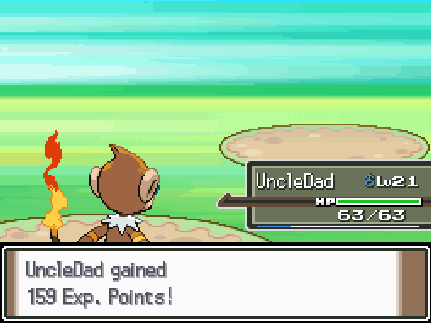 UncleDad ♂Lv21
HP
63/63
UncleDad gained
159 Exp. Points!